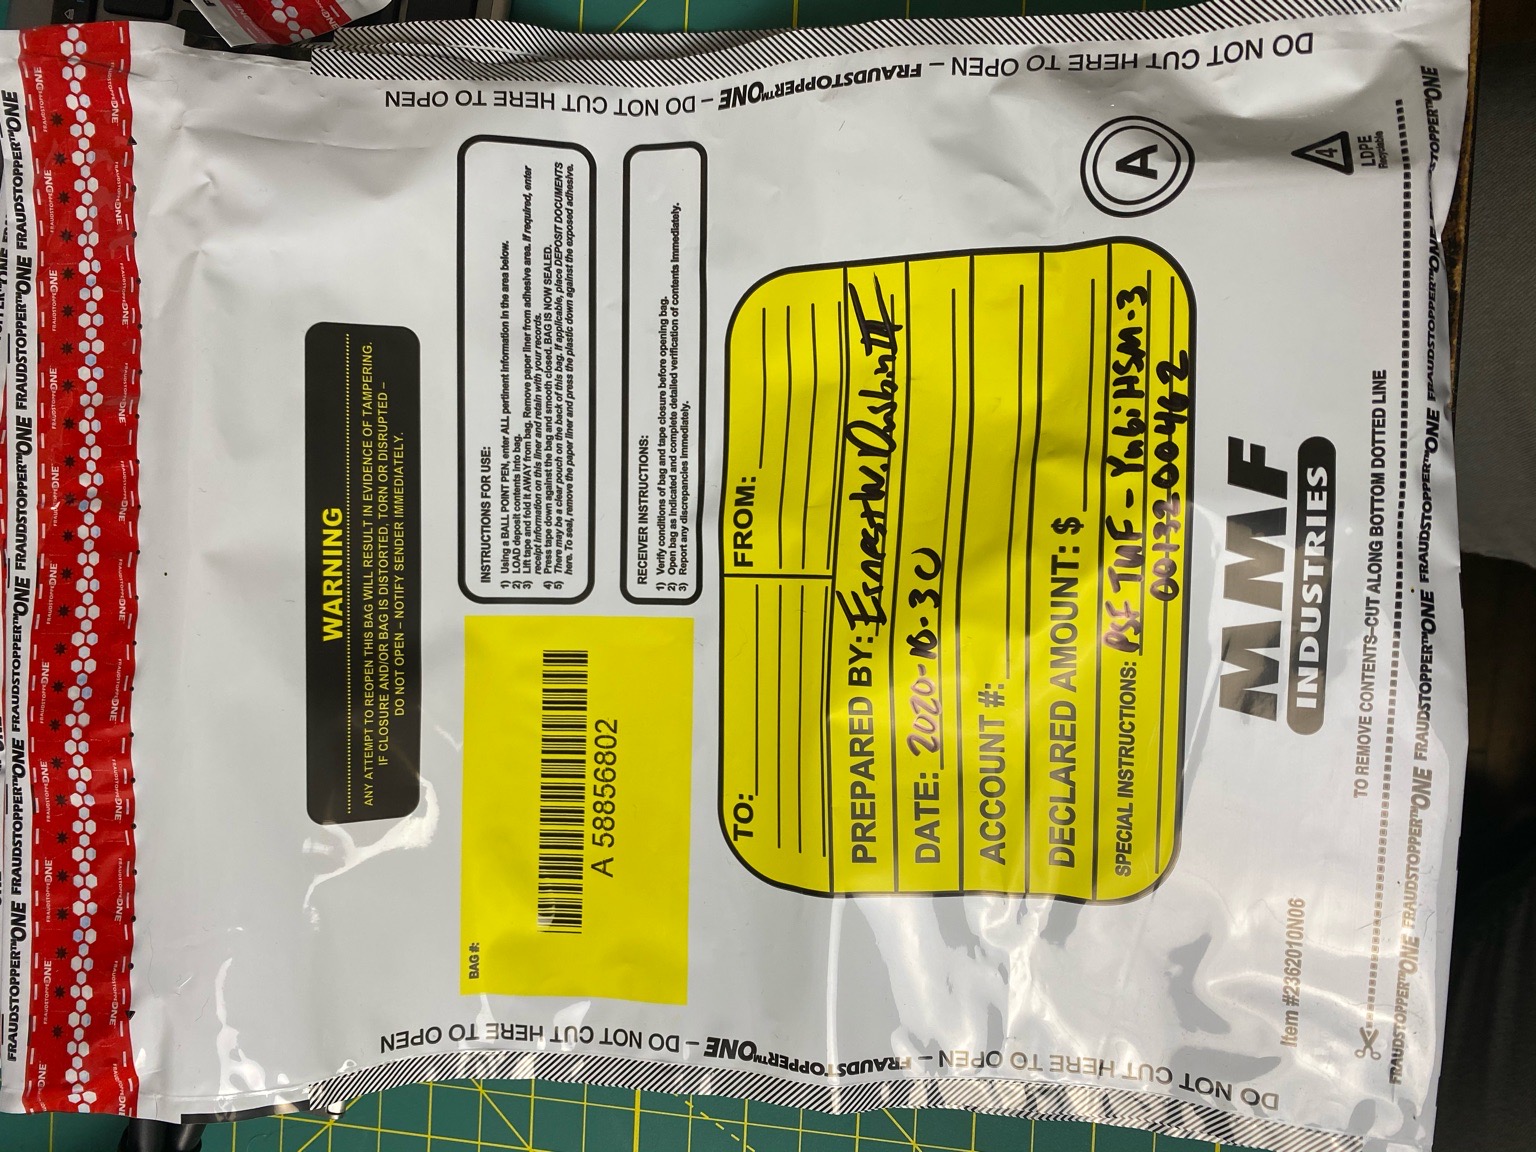 FRAUDSTOPPER™ONE FRAUDSTOPPER™ONE FRAUDSTOPPER™ONE FRAUDSTOPPER™ONE FRAUDSTOPPER™ONE FRAUDSTOPPER™ONE
WARNING
ANY ATTEMPT TO REOPEN THIS BAG WILL RESULT IN EVIDENCE OF TAMPERING.
IF CLOSURE AND/OR BAG IS DISTORTED, TORN OR DISRUPTED –
DO NOT OPEN – NOTIFY SENDER IMMEDIATELY.
DO NOT CUT HERE TO OPEN – FRAUDSTOPPER™ONE – DO NOT CUT HERE TO OPEN
BAG #:
A 58856802
INSTRUCTIONS FOR USE:
1) Using a BALL POINT PEN, enter ALL pertinent information in the area below.
2) LOAD deposit contents into bag.
3) Lift tape and fold it AWAY from bag. Remove paper liner from adhesive area. If required, enter
receipt information on this liner and retain with your records.
4) Press tape down against the bag and smooth closed. BAG IS NOW SEALED.
5) There may be a clear pouch on the back of this bag. If applicable, place DEPOSIT DOCUMENTS
here. To seal, remove the paper liner and press the plastic down against the exposed adhesive.
RECEIVER INSTRUCTIONS:
1) Verify conditions of bag and tape closure before opening bag.
2) Open bag as indicated and complete detailed verification of contents immediately.
3) Report any discrepancies immediately.
TO:
FROM:
PREPARED BY: Ernest W. Durbin III
DATE: 2020-10-30
ACCOUNT #:
DECLARED AMOUNT: $
SPECIAL INSTRUCTIONS: PSF TUF - YubiHSM-3
0013200462
A
DO NOT CUT HERE TO OPEN – FRAUDSTOPPER™ONE – DO NOT CUT HERE TO OPEN
MMF
INDUSTRIES
Item #2362010N06
4
LDPE
Recyclable
TO REMOVE CONTENTS–CUT ALONG BOTTOM DOTTED LINE
FRAUDSTOPPER™ONE FRAUDSTOPPER™ONE FRAUDSTOPPER™ONE FRAUDSTOPPER™ONE FRAUDSTOPPER™ONE STOPPER™ONE